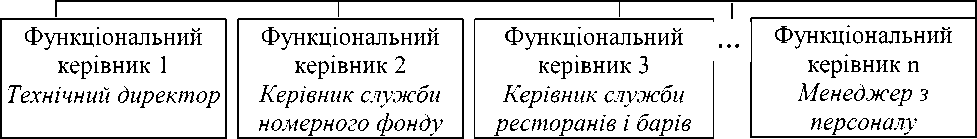 Функціональний
керівник 1
Технічний директор
Функціональний
керівник 2
Керівник служби
номерного фонду
Функціональний
керівник 3
Керівник служби
ресторанів і барів
...
Функціональний
керівник n
Менеджер з
персоналу